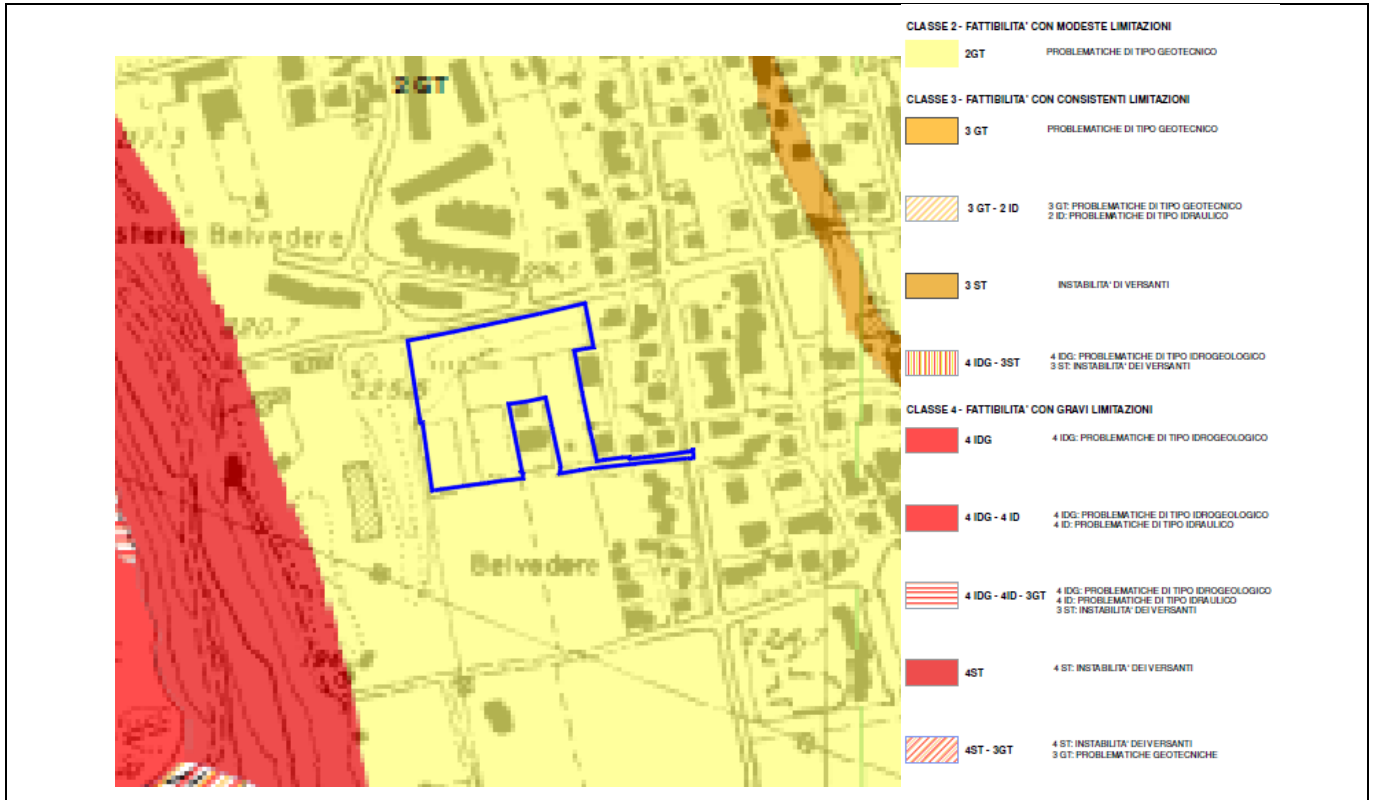 2GT
Belvedere
Belvedere
CLASSE 2 - FATTIBILITA' CON MODESTE LIMITAZIONI
2GT PROBLEMATICHE DI TIPO GEOTECNICO
CLASSE 3 - FATTIBILITA' CON CONSISTENTI LIMITAZIONI
3 GT PROBLEMATICHE DI TIPO GEOTECNICO
3 GT - 2 ID 3 GT: PROBLEMATICHE DI TIPO GEOTECNICO
2 ID: PROBLEMATICHE DI TIPO IDRAULICO
3 ST INSTABILITA' DI VERSANTI
4 IDG - 3ST 4 IDG: PROBLEMATICHE DI TIPO IDROGEOLOGICO
3 ST: INSTABILITA' DEI VERSANTI
CLASSE 4 - FATTIBILITA' CON GRAVI LIMITAZIONI
4 IDG 4 IDG: PROBLEMATICHE DI TIPO IDROGEOLOGICO
4 IDG - 4 ID 4 IDG: PROBLEMATICHE DI TIPO IDROGEOLOGICO
4 ID: PROBLEMATICHE DI TIPO IDRAULICO
4 IDG - 4ID - 3GT 4 IDG: PROBLEMATICHE DI TIPO IDROGEOLOGICO
4 ID: PROBLEMATICHE DI TIPO IDRAULICO
3 ST: INSTABILITA' DEI VERSANTI
4ST 4 ST: INSTABILITA' DEI VERSANTI
4ST - 3GT 4 ST: INSTABILITA' DEI VERSANTI
3 GT: PROBLEMATICHE GEOTECNICHE